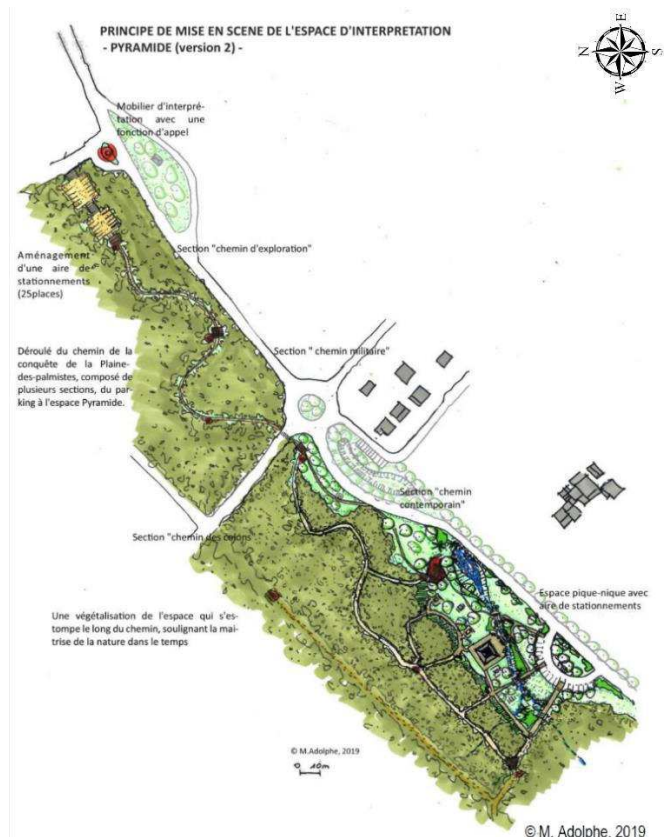 PRINCIPE DE MISE EN SCENE DE L'ESPACE D'INTERPRETATION
- PYRAMIDE (version 2) -
N
E
S
W
Mobilier d'interpré-
tation avec une
fonction d'appel
Section "chemin d'exploration"
Aménagement
d'une aire de
stationnements
(25places)
Section " chemin militaire"
Déroulé du chemin de la
conquête de la Plaine-
des-palmistes, composé de
plusieurs sections, du par-
king à l'espace Pyramide.
Section "chemin
contemporain"
Section "chemin des colons
Espace pique-nique avec
aire de stationnements
Une végétalisation de l'espace qui s'es-
tompe le long du chemin, soulignant la mai-
trise de la nature dans le temps
© M.Adolphe, 2019
0 10m
© M. Adolphe, 2019